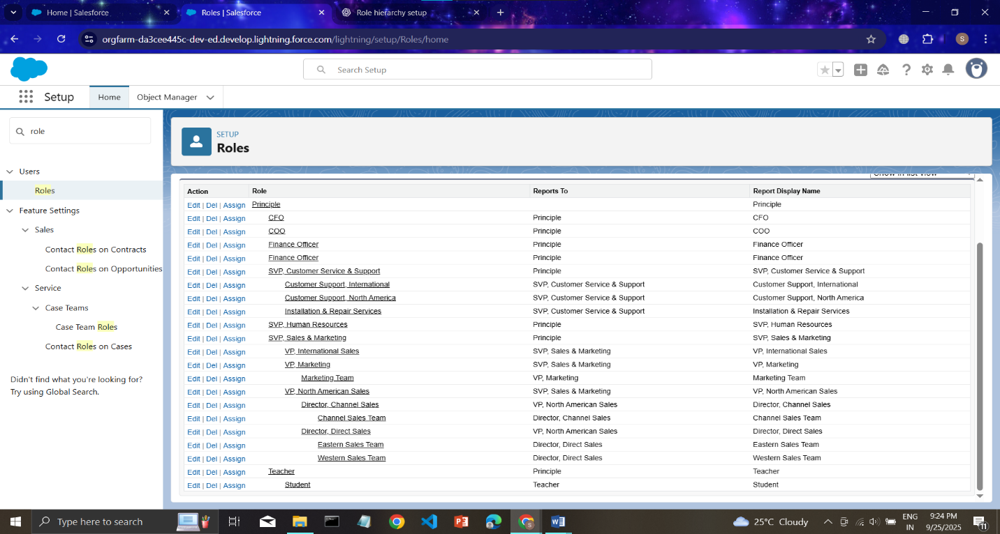 Home | Salesforce
Roles | Salesforce
Role hierarchy setup
orgfarm-da3cee445c-dev-ed.develop.lightning.force.com/lightning/setup/Roles/home
S
Search Setup
Setup
Home
Object Manager
role
Users
Roles
Feature Settings
Sales
Contact Roles on Contracts
Contact Roles on Opportunities
Service
Case Teams
Case Team Roles
Contact Roles on Cases
Didn't find what you're looking for?
Try using Global Search.
SETUP
Roles
Show in list view
Action Role Reports To Report Display Name
Edit | Del | Assign Principle Principle
Edit | Del | Assign CFO Principle CFO
Edit | Del | Assign COO Principle COO
Edit | Del | Assign Finance Officer Principle Finance Officer
Edit | Del | Assign Finance Officer Principle Finance Officer
Edit | Del | Assign SVP, Customer Service & Support Principle SVP, Customer Service & Support
Edit | Del | Assign Customer Support, International SVP, Customer Service & Support Customer Support, International
Edit | Del | Assign Customer Support, North America SVP, Customer Service & Support Customer Support, North America
Edit | Del | Assign Installation & Repair Services SVP, Customer Service & Support Installation & Repair Services
Edit | Del | Assign SVP, Human Resources Principle SVP, Human Resources
Edit | Del | Assign SVP, Sales & Marketing Principle SVP, Sales & Marketing
Edit | Del | Assign VP, International Sales SVP, Sales & Marketing VP, International Sales
Edit | Del | Assign VP, Marketing SVP, Sales & Marketing VP, Marketing
Edit | Del | Assign Marketing Team VP, Marketing Marketing Team
Edit | Del | Assign VP, North American Sales SVP, Sales & Marketing VP, North American Sales
Edit | Del | Assign Director, Channel Sales VP, North American Sales Director, Channel Sales
Edit | Del | Assign Channel Sales Team Director, Channel Sales Channel Sales Team
Edit | Del | Assign Director, Direct Sales VP, North American Sales Director, Direct Sales
Edit | Del | Assign Eastern Sales Team Director, Direct Sales Eastern Sales Team
Edit | Del | Assign Western Sales Team Director, Direct Sales Western Sales Team
Edit | Del | Assign Teacher Principle Teacher
Edit | Del | Assign Student Teacher Student
Type here to search
25°C Cloudy
ENG
IN
9:24 PM
9/25/2025
11